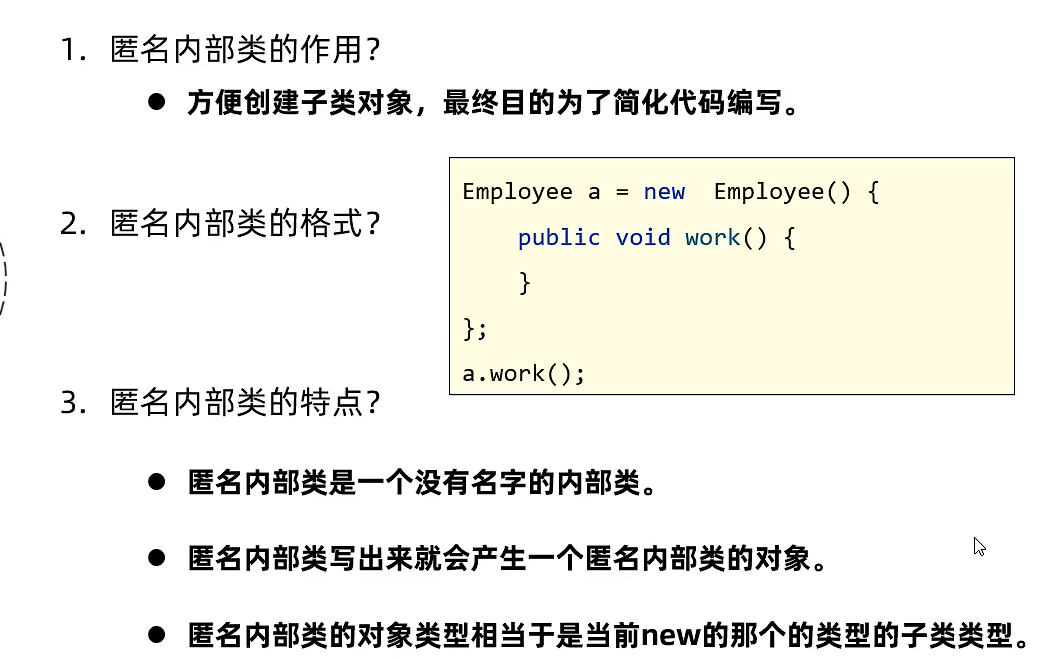 1. 匿名内部类的作用？
● 方便创建子类对象，最终目的为了简化代码编写。
2. 匿名内部类的格式？
Employee a = new  Employee() {
    public void work() {
    }
};
a.work();
3. 匿名内部类的特点？
● 匿名内部类是一个没有名字的内部类。
● 匿名内部类写出来就会产生一个匿名内部类的对象。
● 匿名内部类的对象类型相当于是当前new的那个的类型的子类类型。